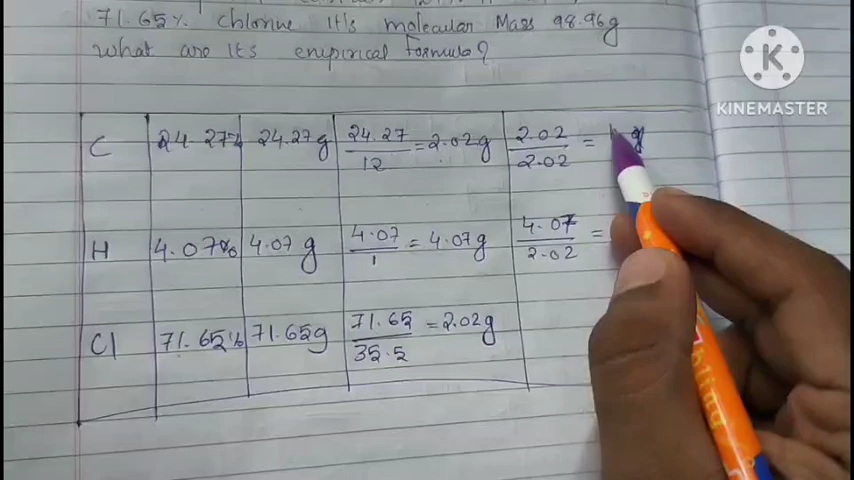 71.65% chlorine It's molecular Mass 98.96g
what are it's empirical formula?
K
KINEMASTER
C 24.27% 24.27g 24.27/12 = 2.02g 2.02/2.02 =
H 4.07% 4.07 g 4.07/1 = 4.07g 4.07/2.02 =
Cl 71.65% 71.65g 71.65/35.5 = 2.02g